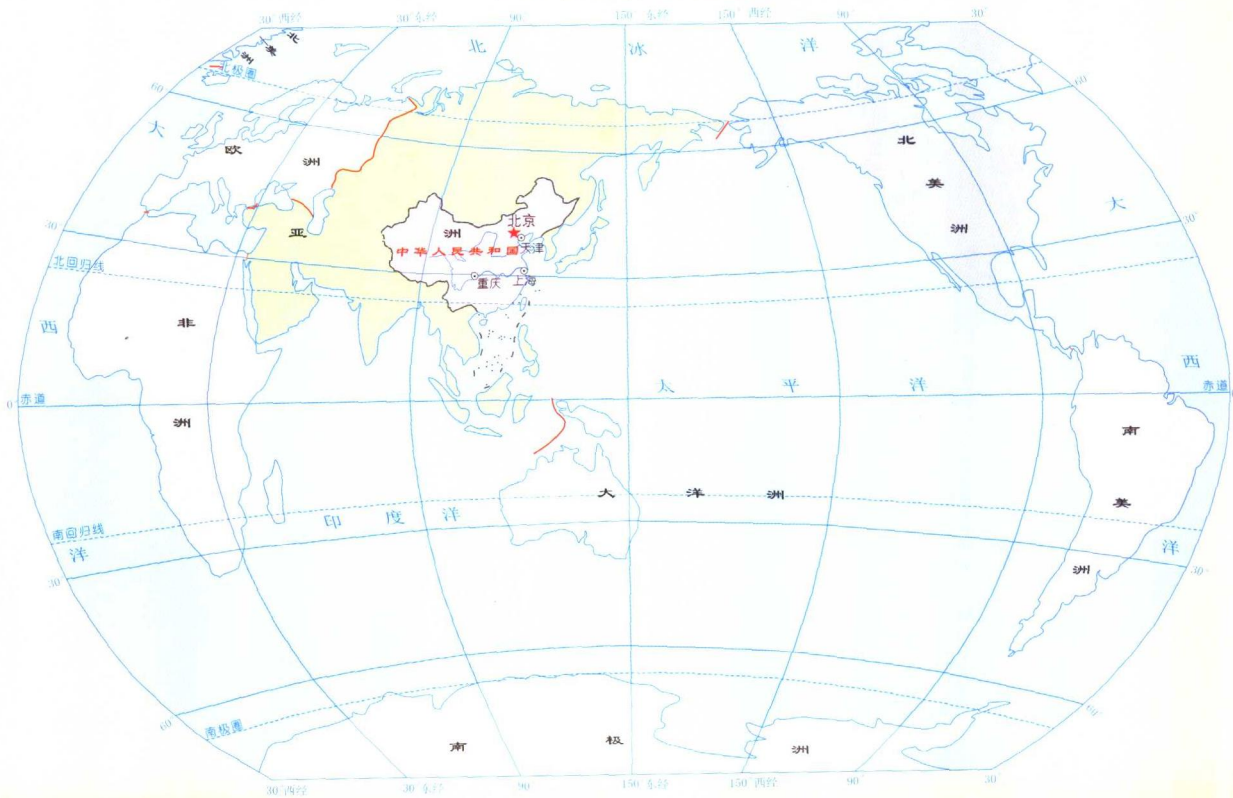 30°西经 30°东经 90° 150°东经 150°西经 90° 30°
北冰洋
北美洲
北极圈
60 60
大
欧洲
北美洲
大
30 30°
亚洲
北京
天津
中华人民共和国
重庆 上海
北回归线
西
非洲
西
太平洋
0 赤道 赤道
南美洲
大洋洲
印度洋
南回归线
洋 洋
30 30°
60 60°
南极圈
南极洲
30°西经 30°东经 90° 150°东经 150°西经 90° 30°